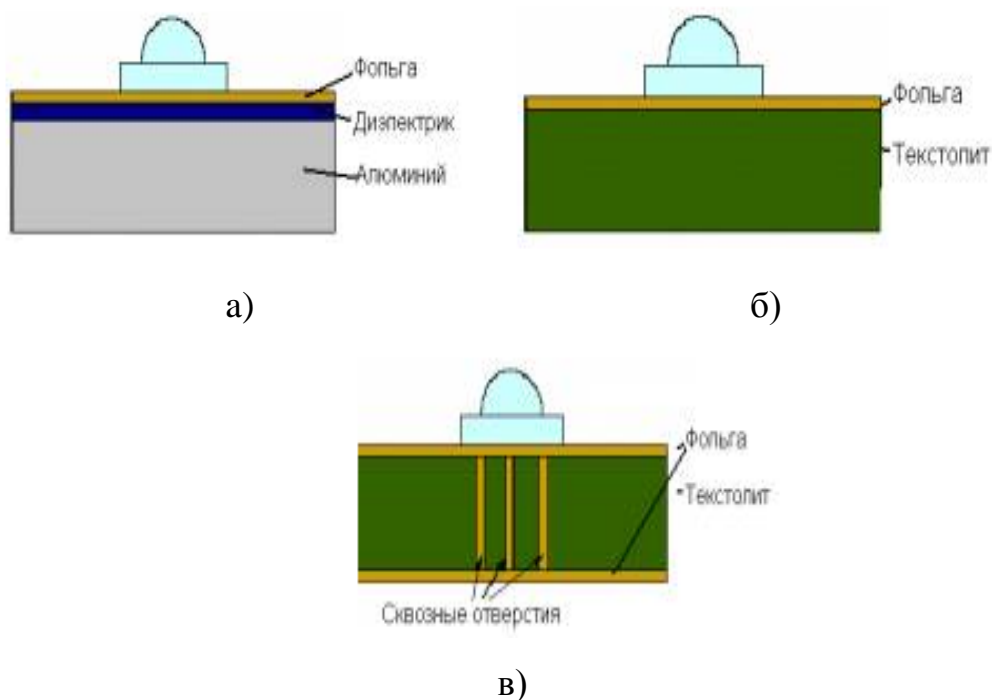 Фольга
Диэлектрик
Алюминий
а)
Фольга
Текстолит
б)
Фольга
Текстолит
Сквозные отверстия
в)